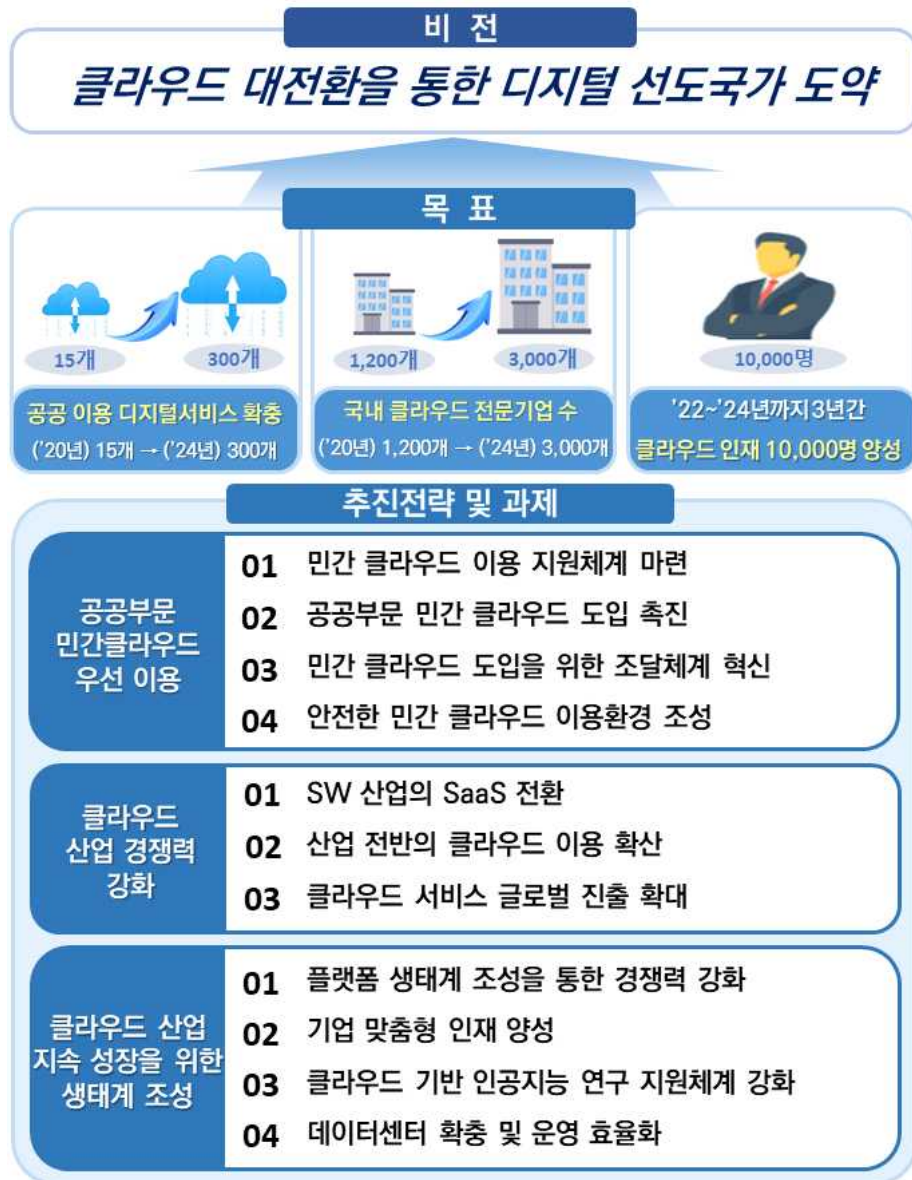 비 전
클라우드 대전환을 통한 디지털 선도국가 도약
목 표
15개
300개
공공 이용 디지털서비스 확충
('20년) 15개 → ('24년) 300개
1,200개
3,000개
국내 클라우드 전문기업 수
('20년) 1,200개 → ('24년) 3,000개
10,000명
'22~'24년까지 3년간
클라우드 인재 10,000명 양성
추진전략 및 과제
공공부문
민간클라우드
우선 이용
01 민간 클라우드 이용 지원체계 마련
02 공공부문 민간 클라우드 도입 촉진
03 민간 클라우드 도입을 위한 조달체계 혁신
04 안전한 민간 클라우드 이용환경 조성
클라우드
산업 경쟁력
강화
01 SW 산업의 SaaS 전환
02 산업 전반의 클라우드 이용 확산
03 클라우드 서비스 글로벌 진출 확대
클라우드 산업
지속 성장을 위한
생태계 조성
01 플랫폼 생태계 조성을 통한 경쟁력 강화
02 기업 맞춤형 인재 양성
03 클라우드 기반 인공지능 연구 지원체계 강화
04 데이터센터 확충 및 운영 효율화